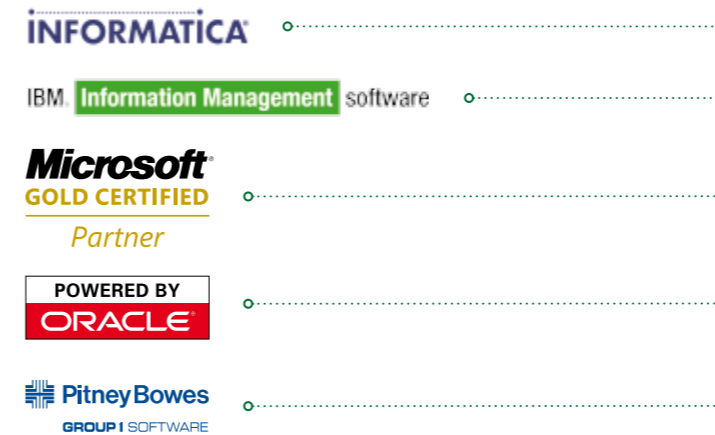 INFORMATICA®
IBM. Information Management software
Microsoft®
GOLD CERTIFIED
Partner
POWERED BY
ORACLE®
Pitney Bowes
GROUP 1 SOFTWARE